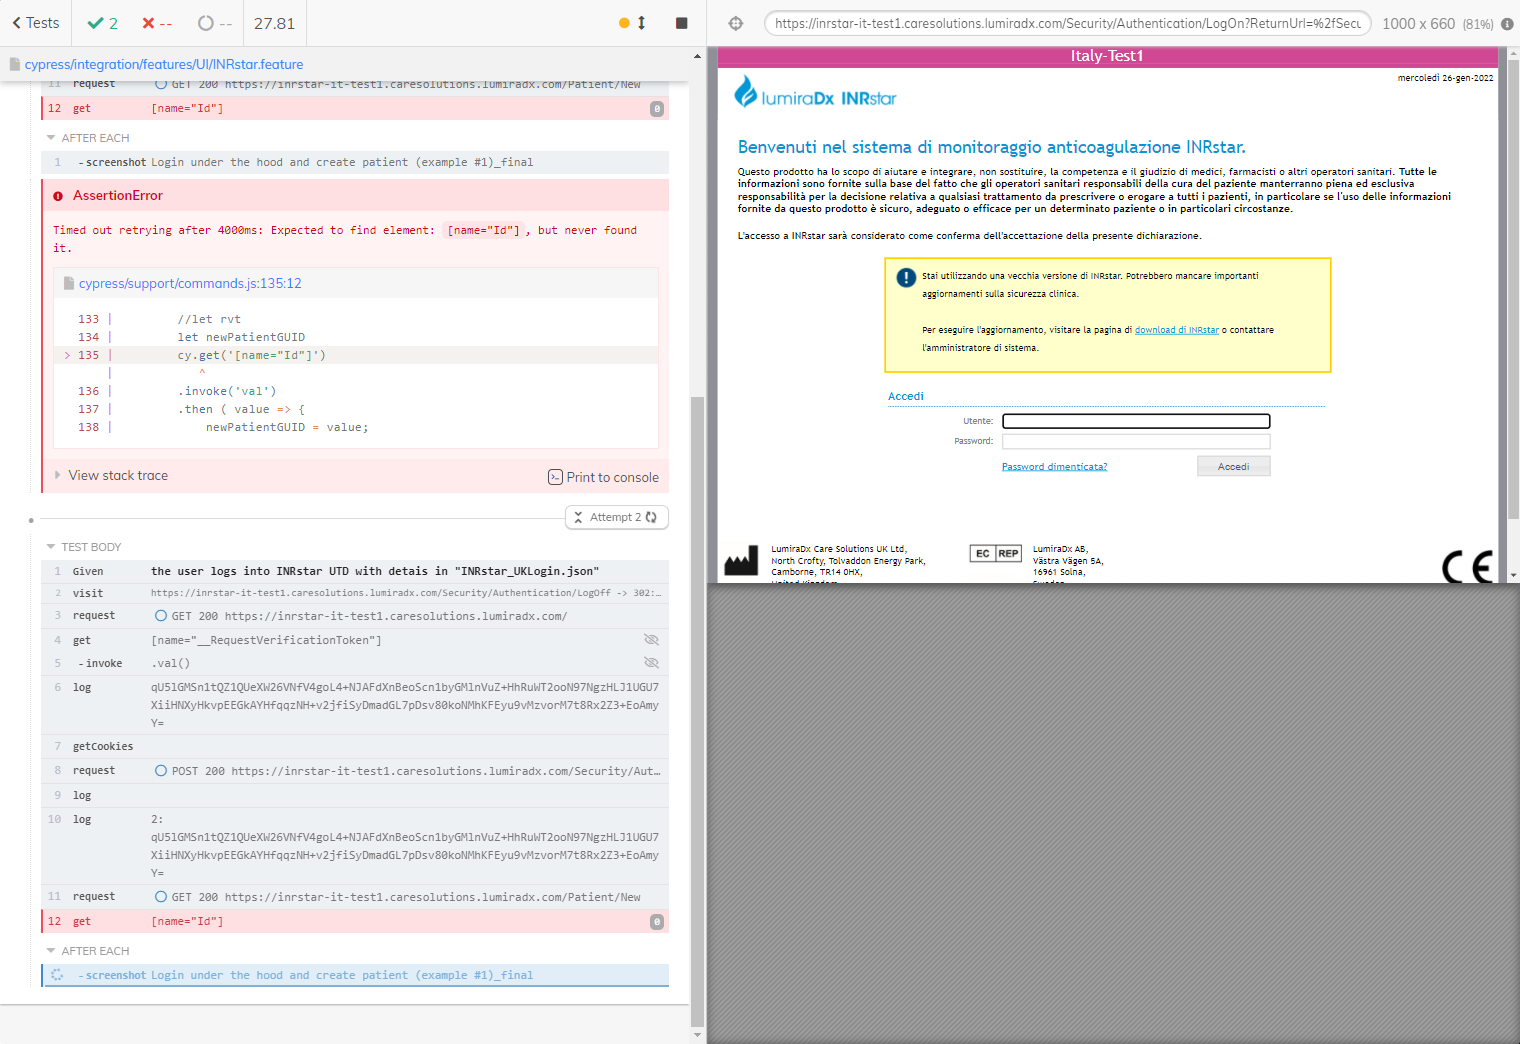 Tests
2
--
--
27.81
cypress/integration/features/UI/INRstar.feature
11 request GET 200 https://inrstar-it-test1.caresolutions.lumiradx.com/Patient/New
12 get [name="Id"] 0
AFTER EACH
1 -screenshot Login under the hood and create patient (example #1)_final
AssertionError
Timed out retrying after 4000ms: Expected to find element: [name="Id"], but never found
it.
cypress/support/commands.js:135:12
133 | //let rvt
134 | let newPatientGUID
> 135 | cy.get('[name="Id"]')
| ^
136 | .invoke('val')
137 | .then ( value => {
138 | newPatientGUID = value;
View stack trace
Print to console
Attempt 2
TEST BODY
1 Given the user logs into INRstar UTD with detais in "INRstar_UKLogin.json"
2 visit https://inrstar-it-test1.caresolutions.lumiradx.com/Security/Authentication/LogOff -> 302:…
3 request GET 200 https://inrstar-it-test1.caresolutions.lumiradx.com/
4 get [name="__RequestVerificationToken"]
5 -invoke .val()
6 log qU5lGMSn1tQZ1QUeXW26VNfV4goL4+NJAFdXnBeoScn1byGMlnVuZ+HhRuWT2ooN97NgzHLJ1UGU7
XiiHNXyHkvpEEGkAYHfqqzNH+v2jfiSyDmadGL7pDsv80koNMhKFEyu9vMzvorM7t8Rx2Z3+EoAmy
Y=
7 getCookies
8 request POST 200 https://inrstar-it-test1.caresolutions.lumiradx.com/Security/Aut…
9 log
10 log 2:
qU5lGMSn1tQZ1QUeXW26VNfV4goL4+NJAFdXnBeoScn1byGMlnVuZ+HhRuWT2ooN97NgzHLJ1UGU7
XiiHNXyHkvpEEGkAYHfqqzNH+v2jfiSyDmadGL7pDsv80koNMhKFEyu9vMzvorM7t8Rx2Z3+EoAmy
Y=
11 request GET 200 https://inrstar-it-test1.caresolutions.lumiradx.com/Patient/New
12 get [name="Id"] 0
AFTER EACH
-screenshot Login under the hood and create patient (example #1)_final
https://inrstar-it-test1.caresolutions.lumiradx.com/Security/Authentication/LogOn?ReturnUrl=%2fSecu
1000 x 660 (81%)
Italy-Test1
mercoledì 26-gen-2022
lumiraDx INRstar
Benvenuti nel sistema di monitoraggio anticoagulazione INRstar.
Questo prodotto ha lo scopo di aiutare e integrare, non sostituire, la competenza e il giudizio di medici, farmacisti o altri operatori sanitari. Tutte le
informazioni sono fornite sulla base del fatto che gli operatori sanitari responsabili della cura del paziente manterranno piena ed esclusiva
responsabilità per la decisione relativa a qualsiasi trattamento da prescrivere o erogare a tutti i pazienti, in particolare se l'uso delle informazioni
fornite da questo prodotto è sicuro, adeguato o efficace per un determinato paziente o in particolari circostanze.
L'accesso a INRstar sarà considerato come conferma dell'accettazione della presente dichiarazione.
Stai utilizzando una vecchia versione di INRstar. Potrebbero mancare importanti
aggiornamenti sulla sicurezza clinica.
Per eseguire l'aggiornamento, visitare la pagina di download di INRstar o contattare
l'amministratore di sistema.
Accedi
Utente:
Password:
Password dimenticata?
Accedi
LumiraDx Care Solutions UK Ltd,
North Crofty, Tolvaddon Energy Park,
Camborne, TR14 0HX,
United Kingdom
EC REP
LumiraDx AB,
Västra Vägen 5A,
16961 Solna,
Sweden
CE